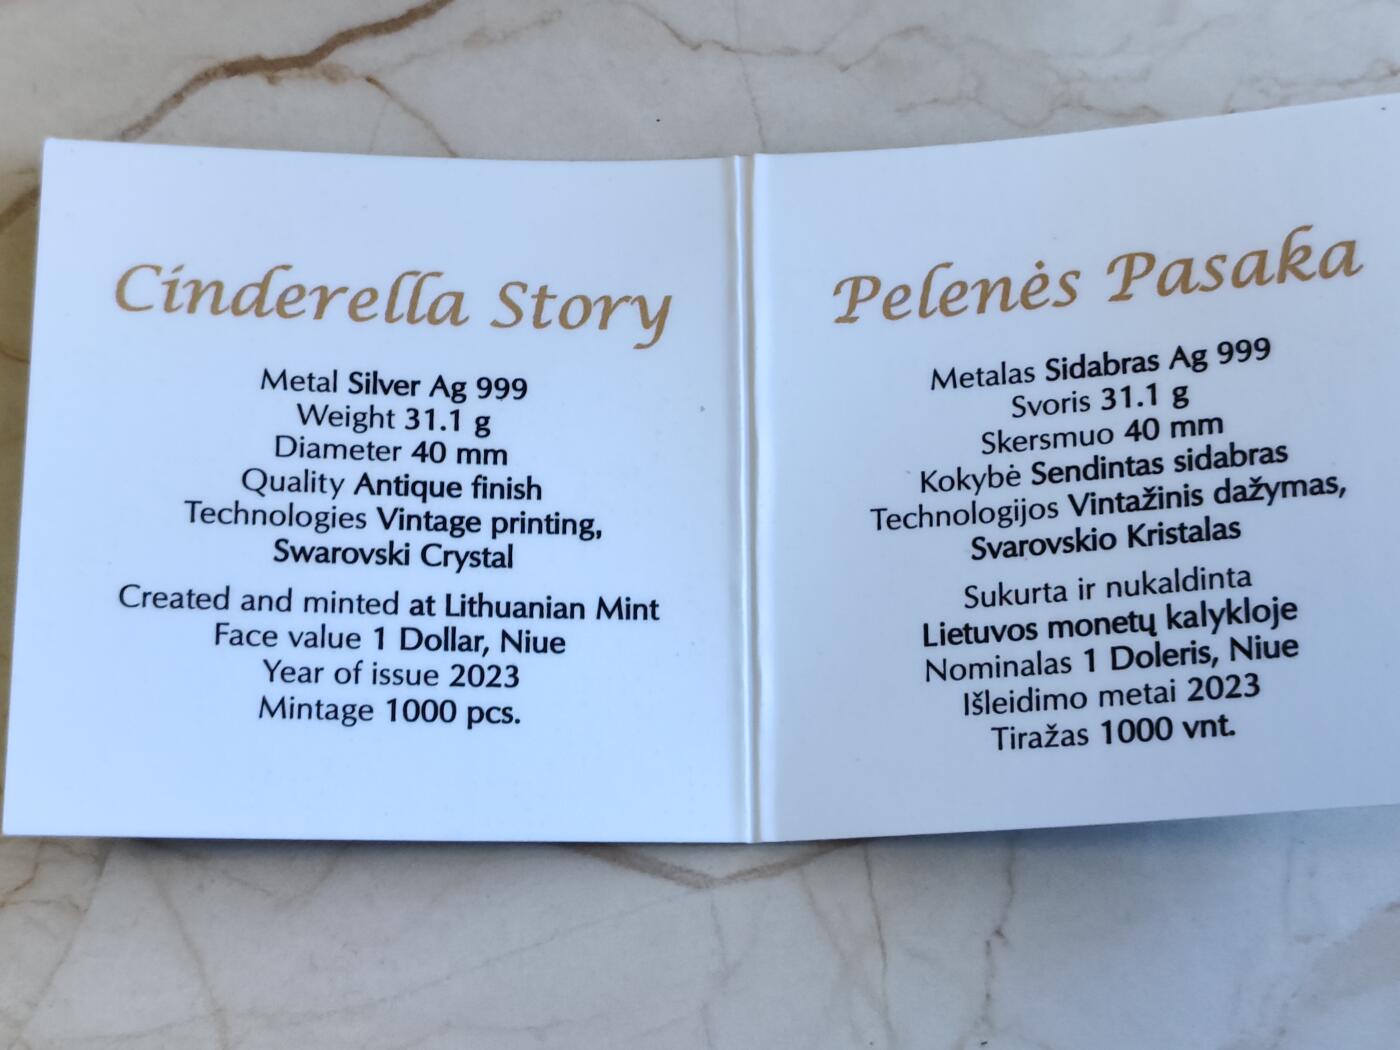 Cinderella Story
Metal Silver Ag 999
Weight 31.1 g
Diameter 40 mm
Quality Antique finish
Technologies Vintage printing,
Swarovski Crystal
Created and minted at Lithuanian Mint
Face value 1 Dollar, Niue
Year of issue 2023
Mintage 1000 pcs.
Pelenės Pasaka
Metalas Sidabras Ag 999
Svoris 31.1 g
Skersmuo 40 mm
Kokybė Sendintas sidabras
Technologijos Vintažinis dažymas,
Svarovskio Kristalas
Sukurta ir nukaldinta
Lietuvos monetų kalykloje
Nominalas 1 Doleris, Niue
Išleidimo metai 2023
Tiražas 1000 vnt.